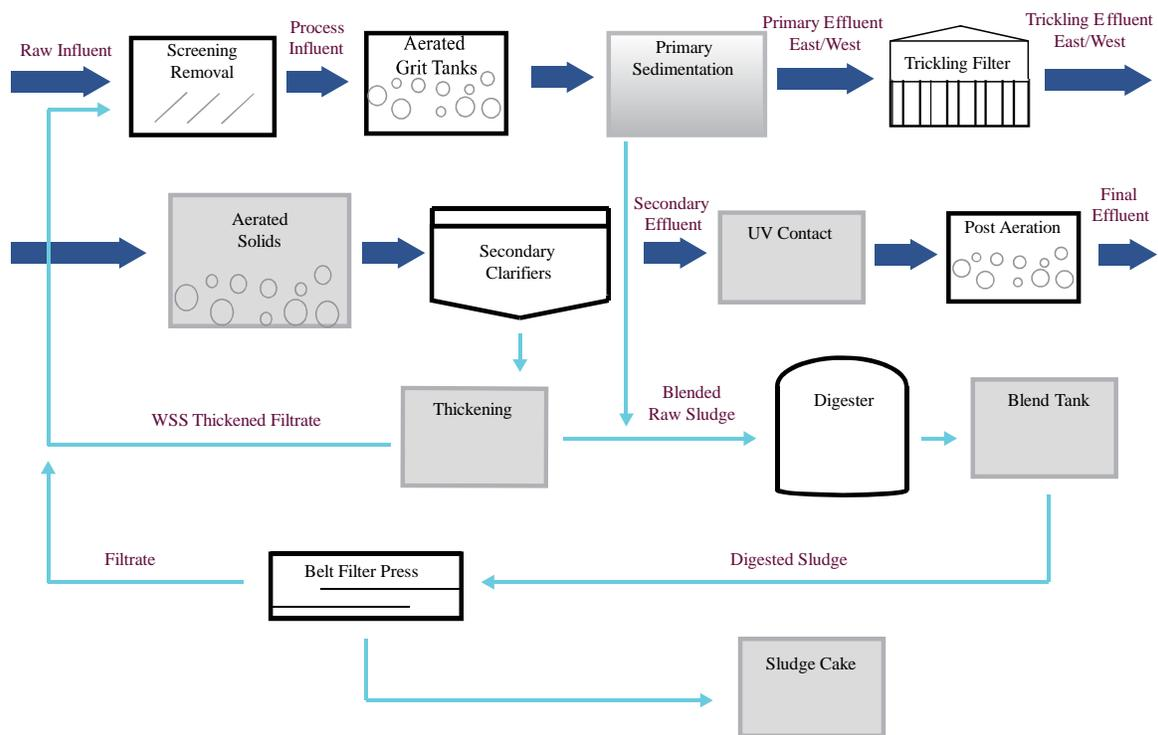 Raw Influent
Screening
Removal
Process
Influent
Aerated
Grit Tanks
Primary
Sedimentation
Primary Effluent
East/West
Trickling Filter
Trickling Effluent
East/West
Aerated
Solids
Secondary
Clarifiers
Secondary
Effluent
UV Contact
Post Aeration
Final
Effluent
WSS Thickened Filtrate
Thickening
Blended
Raw Sludge
Digester
Blend Tank
Filtrate
Belt Filter Press
Digested Sludge
Sludge Cake